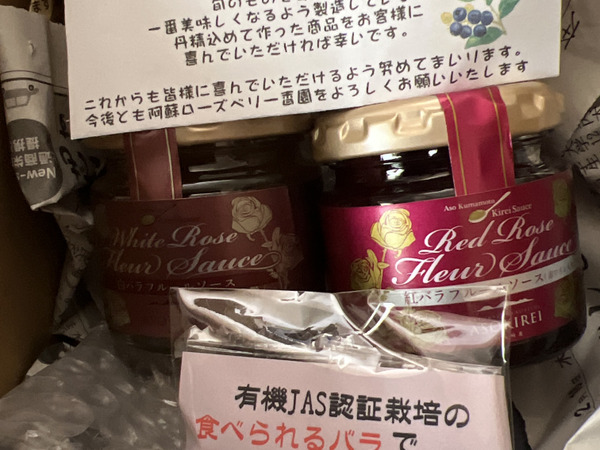 一番美味しくなるよう製造してい
丹精込めて作った商品をお客様に
喜んでいただければ幸いです。
これからも皆様に喜んでいただけるよう努めてまいります。
今後とも阿蘇ローズベリー一番園をよろしくお願いいたします
New-
White Rose
Fleur Sauce
Aso Kumamoto
Kirei Sauce
Red Rose
Fleur Sauce
紅バラフルールソース
有機JAS認証栽培の
食べられるバラで